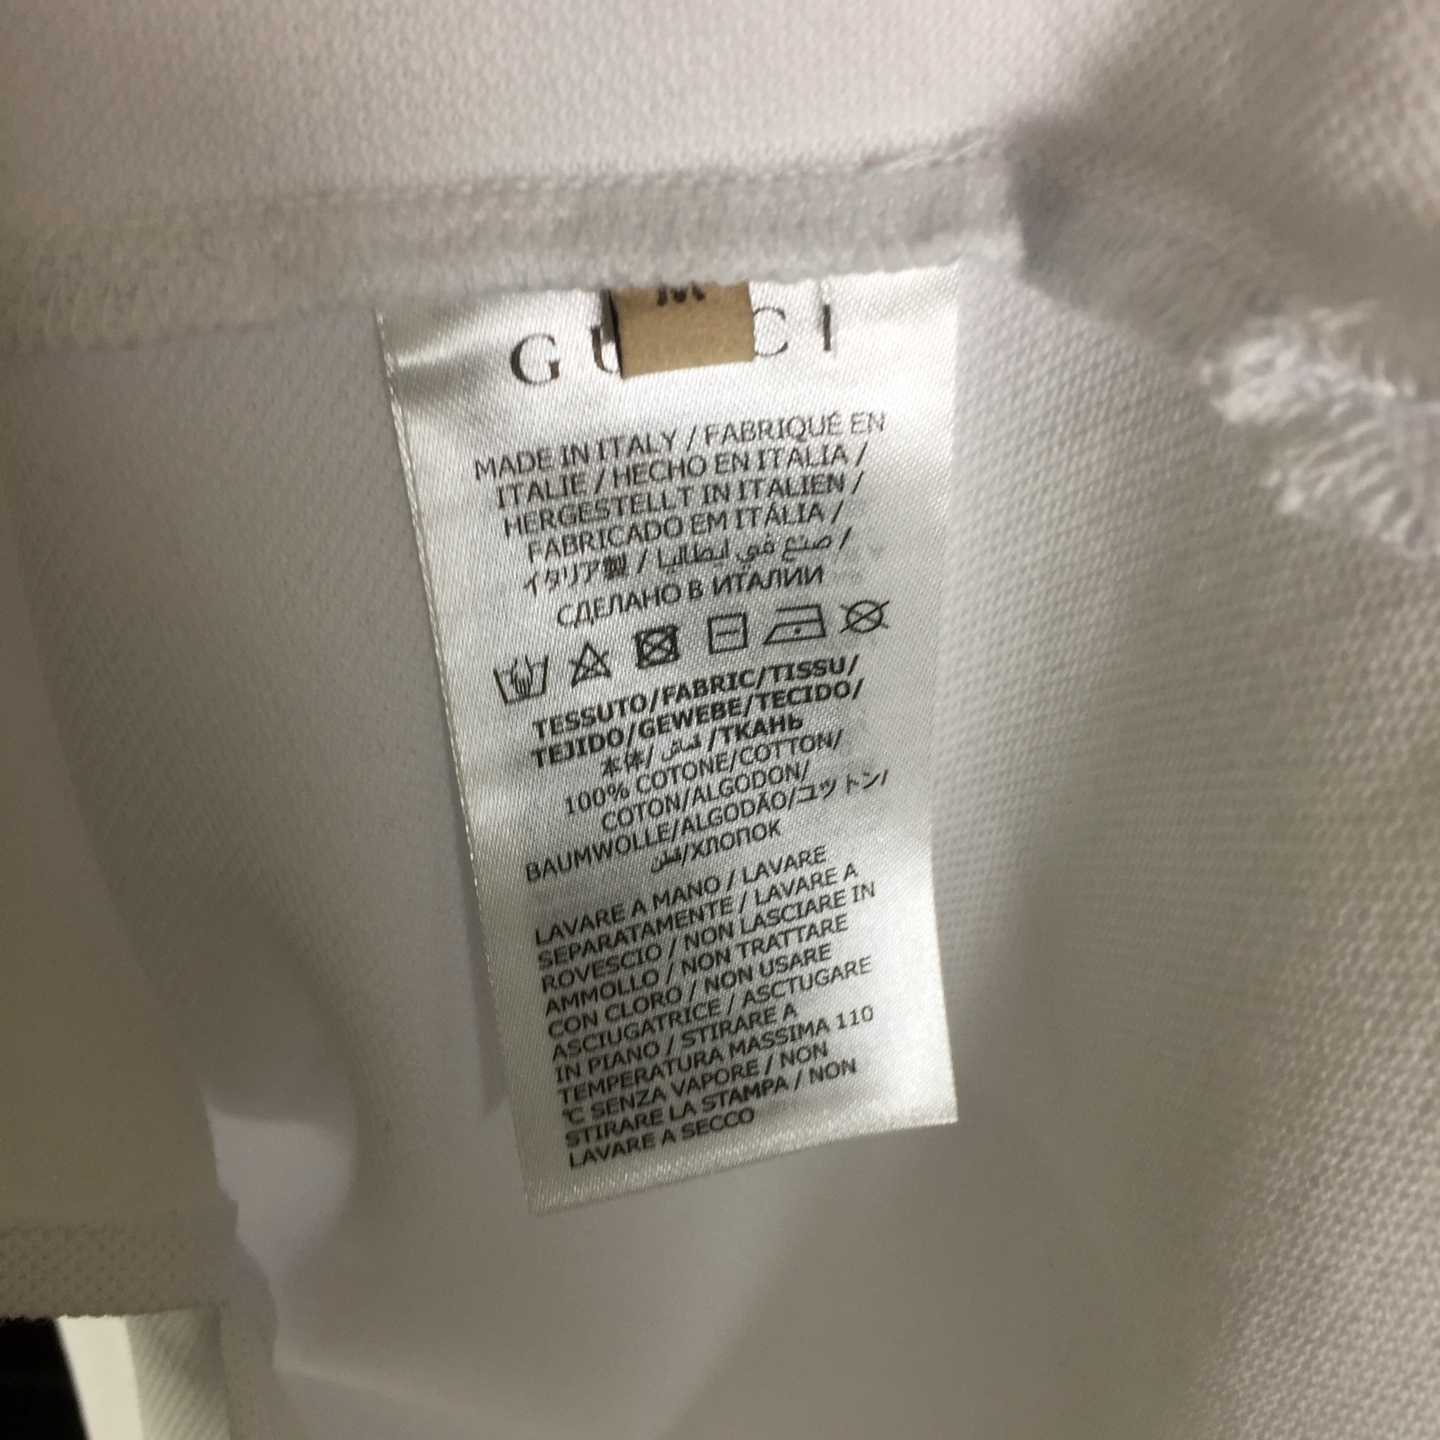 M
GUCCI
MADE IN ITALY / FABRIQUÉ EN
ITALIE / HECHO EN ITALIA /
HERGESTELLT IN ITALIEN /
FABRICADO EM ITÁLIA /
イタリア製 / صنع في إيطاليا /
СДЕЛАНО В ИТАЛИИ
TESSUTO/FABRIC/TISSU/
TEJIDO/GEWEBE/TECIDO/
本体/قماش/ТКАНЬ
100% COTONE/COTTON/
COTON/ALGODON/
BAUMWOLLE/ALGODÃO/コットン/
قطن/ХЛОПОК
LAVARE A MANO / LAVARE
SEPARATAMENTE / LAVARE A
ROVESCIO / NON LASCIARE IN
AMMOLLO / NON TRATTARE
CON CLORO / NON USARE
ASCIUGATRICE / ASCTUGARE
IN PIANO / STIRARE A
TEMPERATURA MASSIMA 110
°C SENZA VAPORE / NON
STIRARE LA STAMPA / NON
LAVARE A SECCO